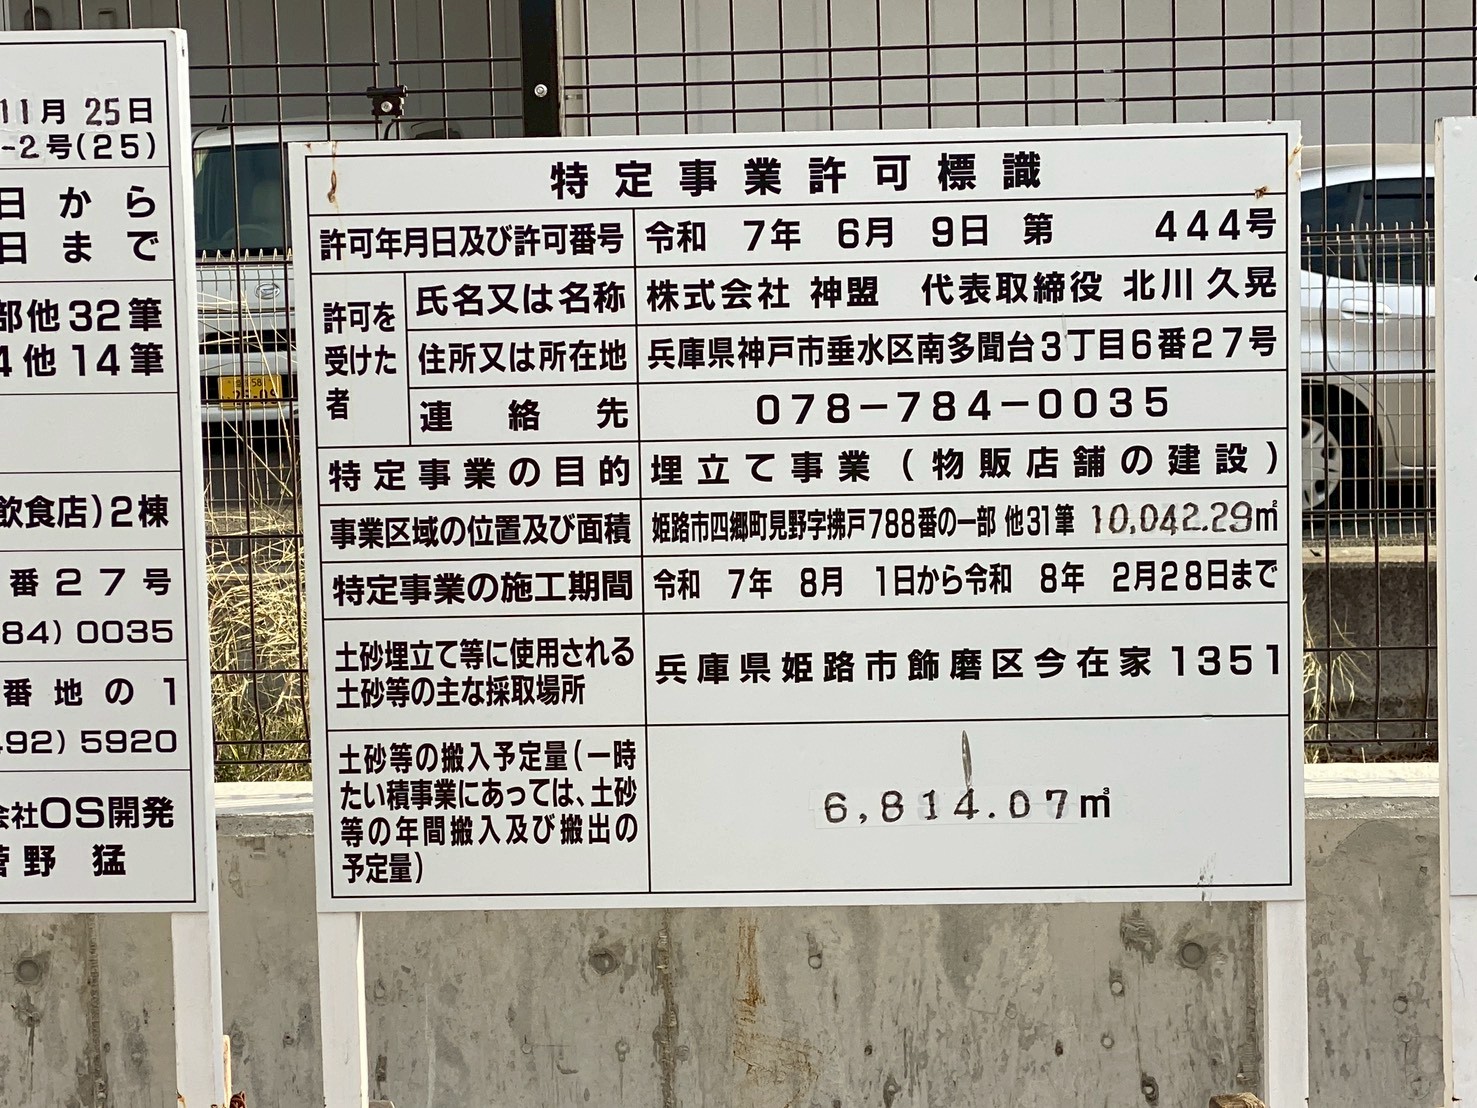 11月 25日
-2号(25)
日から
日まで
部他32筆
4他14筆
飲食店)2棟
番27号
84)0035
番地の1
492)5920
会社OS開発
菅野 猛
特定事業許可標識
許可年月日及び許可番号 令和 7年 6月 9日 第 444号
許可を受けた者
氏名又は名称 株式会社 神盟 代表取締役 北川久晃
住所又は所在地 兵庫県神戸市垂水区南多聞台3丁目6番27号
連絡先 078-784-0035
特定事業の目的 埋立て事業(物販店舗の建設)
事業区域の位置及び面積 姫路市四郷町見野字拂戸788番の一部 他31筆 10,042.29㎡
特定事業の施工期間 令和 7年 8月 1日から令和 8年 2月28日まで
土砂埋立て等に使用される
土砂等の主な採取場所
兵庫県姫路市飾磨区今在家1351
土砂等の搬入予定量(一時
たい積事業にあっては、土砂
等の年間搬入及び搬出の
予定量)
6,814.07㎥